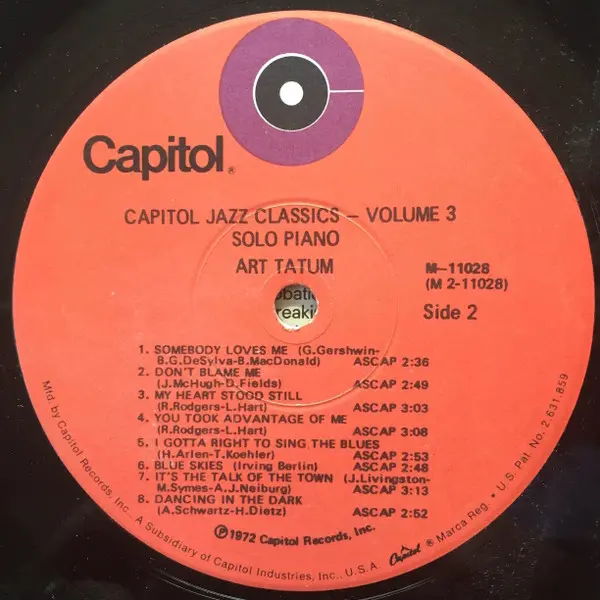 Capitol®
CAPITOL JAZZ CLASSICS – VOLUME 3
SOLO PIANO
ART TATUM
M–11028
(M 2-11028)
Side 2
1. SOMEBODY LOVES ME (G.Gershwin-
B.G.DeSylva-B.MacDonald) ASCAP 2:36
2. DON'T BLAME ME
(J.McHugh-D.Fields) ASCAP 2:49
3. MY HEART STOOD STILL
(R.Rodgers-L.Hart) ASCAP 3:03
4. YOU TOOK ADVANTAGE OF ME
(R.Rodgers-L.Hart) ASCAP 3:08
5. I GOTTA RIGHT TO SING THE BLUES
(H.Arlen-T.Koehler) ASCAP 2:53
6. BLUE SKIES (Irving Berlin) ASCAP 2:48
7. IT'S THE TALK OF THE TOWN (J.Livingston-
M.Symes-A.J.Neiburg) ASCAP 3:13
8. DANCING IN THE DARK
(A.Schwartz-H.Dietz) ASCAP 2:52
℗1972 Capitol Records, Inc.
Mfd. by Capitol Records, Inc. A Subsidiary of Capitol Industries, Inc., U.S.A. Capitol ® Marca Reg. • U.S. Pat. No. 2,631,859